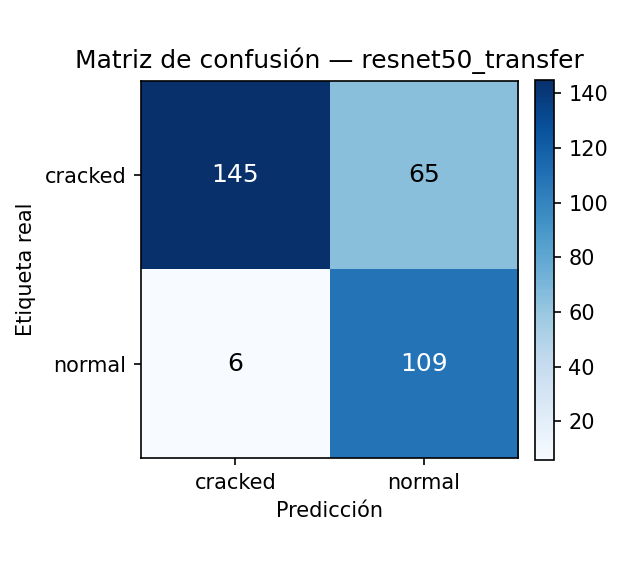 Matriz de confusión — resnet50_transfer
Etiqueta real
cracked
145
65
normal
6
109
cracked
normal
Predicción
140
120
100
80
60
40
20